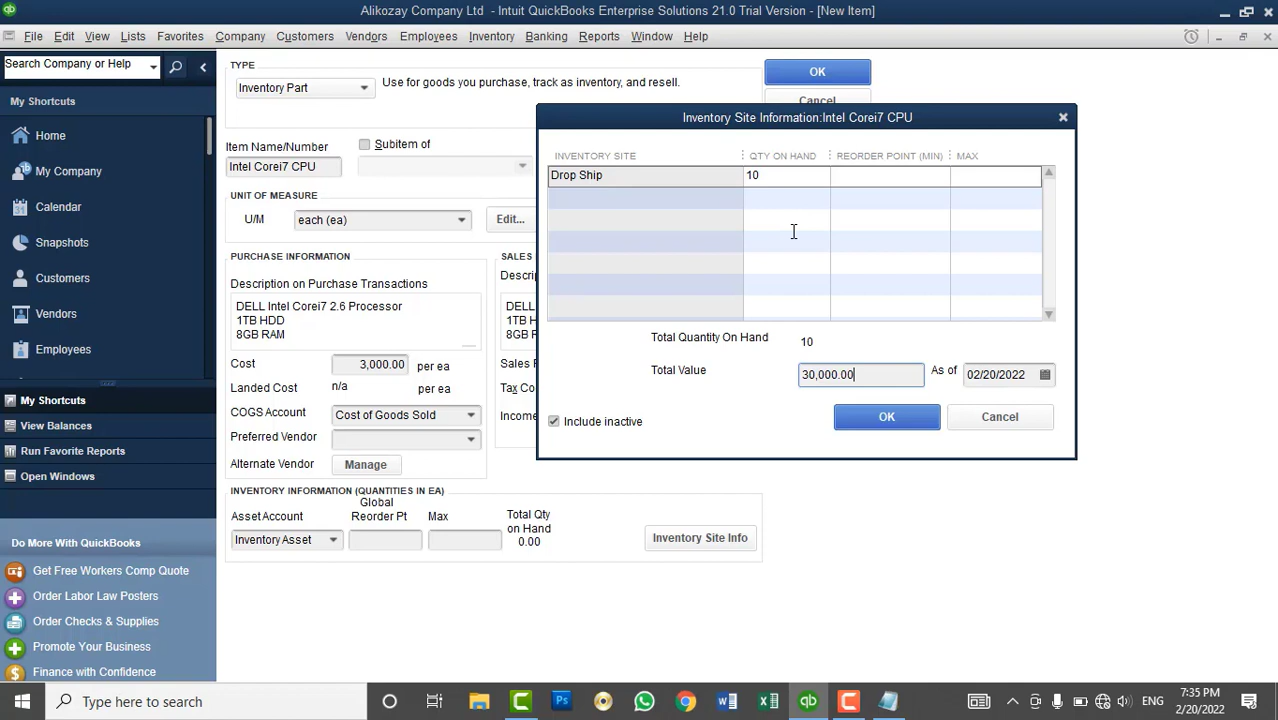 Alikozay Company Ltd - Intuit QuickBooks Enterprise Solutions 21.0 Trial Version - [New Item]
File Edit View Lists Favorites Company Customers Vendors Employees Inventory Banking Reports Window Help
Search Company or Help
My Shortcuts
Home
My Company
Calendar
Snapshots
Customers
Vendors
Employees
My Shortcuts
View Balances
Run Favorite Reports
Open Windows
Do More With QuickBooks
Get Free Workers Comp Quote
Order Labor Law Posters
Order Checks & Supplies
Promote Your Business
Finance with Confidence
TYPE
Inventory Part
Use for goods you purchase, track as inventory, and resell.
OK
Cancel
Item Name/Number
Subitem of
Intel Corei7 CPU
UNIT OF MEASURE
U/M each (ea) Edit...
PURCHASE INFORMATION
Description on Purchase Transactions
DELL Intel Corei7 2.6 Processor
1TB HDD
8GB RAM
Cost 3,000.00 per ea
Landed Cost n/a per ea
COGS Account Cost of Goods Sold
Preferred Vendor
Alternate Vendor Manage
SALES
Descri
DELL
1TB H
8GB R
Sales F
Tax Co
Income
INVENTORY INFORMATION (QUANTITIES IN EA)
Asset Account
Global
Reorder Pt
Max
Total Qty
on Hand
Inventory Asset
0.00
Inventory Site Info
Inventory Site Information:Intel Corei7 CPU
INVENTORY SITE QTY ON HAND REORDER POINT (MIN) MAX
Drop Ship 10
Total Quantity On Hand 10
Total Value 30,000.00 As of 02/20/2022
Include inactive
OK
Cancel
Type here to search
ENG
7:35 PM
2/20/2022